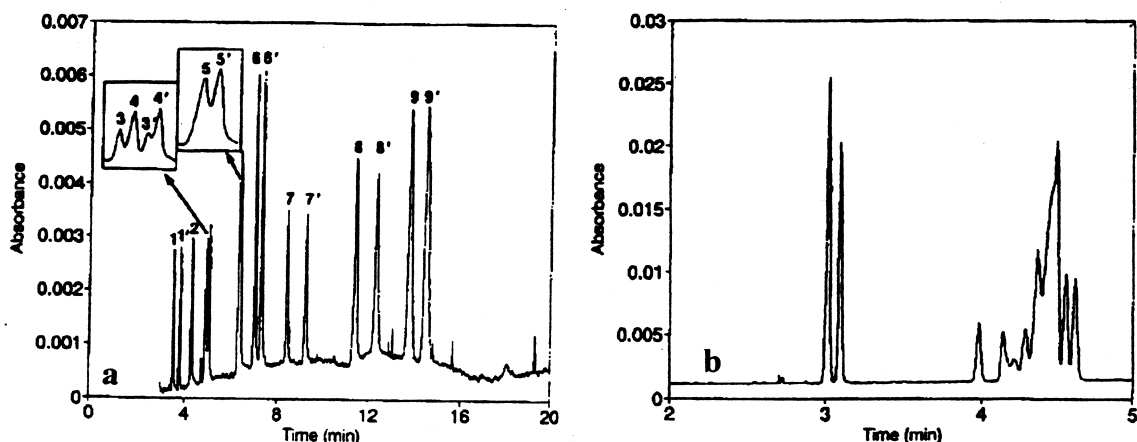 0.007
0.006
0.005
0.004
0.003
0.002
0.001
0
Absorbance
3 4 3' 4'
5 5'
1 1' 2
6 6'
7 7'
8 8'
9 9'
a
0 4 8 12 16 20
Time (min)
0.03
0.025
0.02
0.015
0.01
0.005
0
Absorbance
b
2 3 4 5
Time (min)